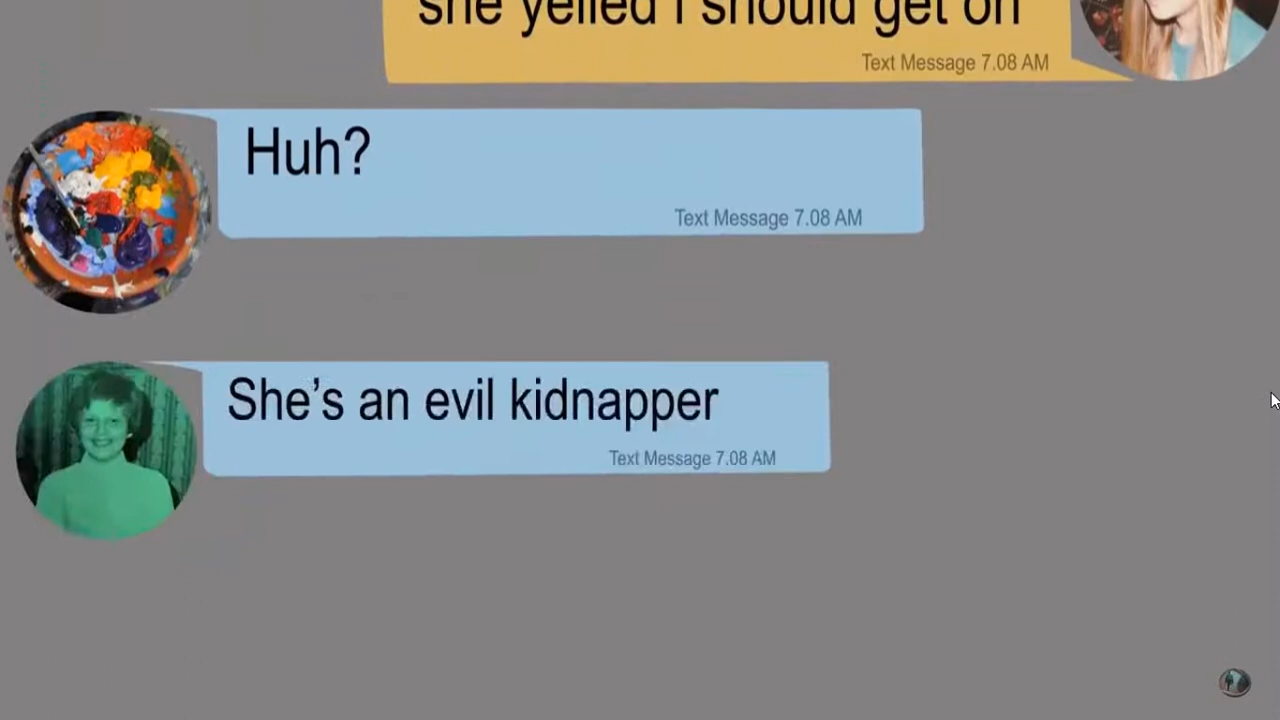 she yelled I should get on
Text Message 7.08 AM
Huh?
Text Message 7.08 AM
She’s an evil kidnapper
Text Message 7.08 AM